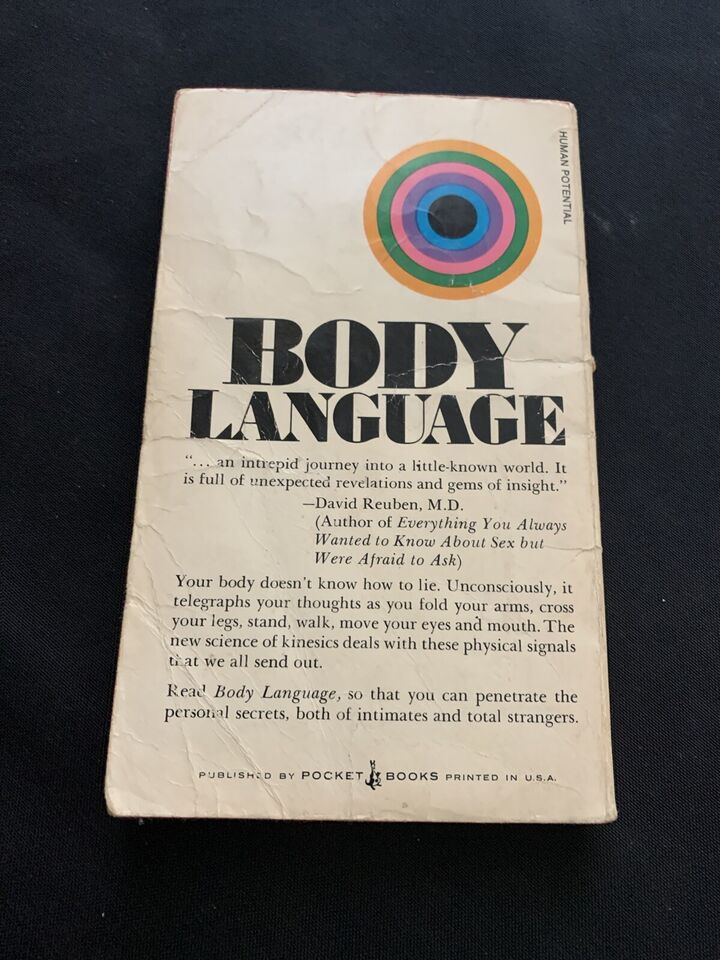 HUMAN POTENTIAL
BODY
LANGUAGE
“... an intrepid journey into a little-known world. It
is full of unexpected revelations and gems of insight.”
—David Reuben, M.D.
(Author of Everything You Always
Wanted to Know About Sex but
Were Afraid to Ask)
Your body doesn't know how to lie. Unconsciously, it
telegraphs your thoughts as you fold your arms, cross
your legs, stand, walk, move your eyes and mouth. The
new science of kinesics deals with these physical signals
that we all send out.
Read Body Language, so that you can penetrate the
personal secrets, both of intimates and total strangers.
PUBLISHED BY POCKET BOOKS PRINTED IN U.S.A.